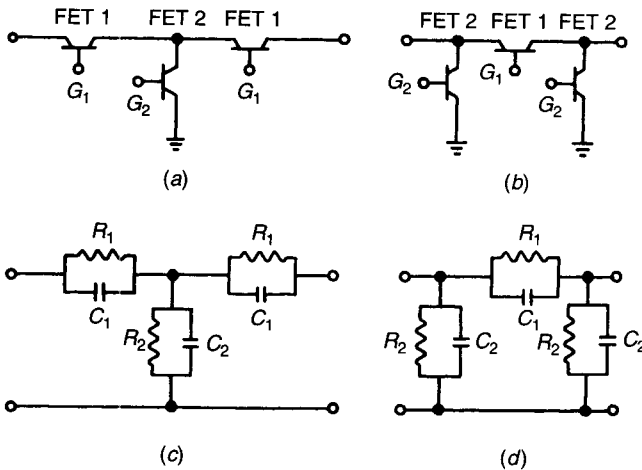 FET 1 FET 2 FET 1
G1 G2 G1
(a)
FET 2 FET 1 FET 2
G2 G1 G2
(b)
R1 R1
C1 C1
R2 C2
(c)
R1
C1
R2 C2 R2 C2
(d)